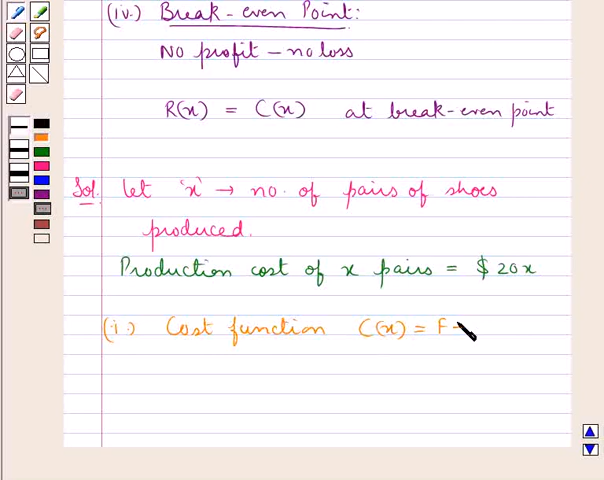 (iv.) Break-even Point:
No profit – no loss
R(x) = C(x) at break-even point
Sol. let 'x' → no. of pairs of shoes
produced.
Production cost of x pairs = $ 20x
(i.) Cost function C(x) = F